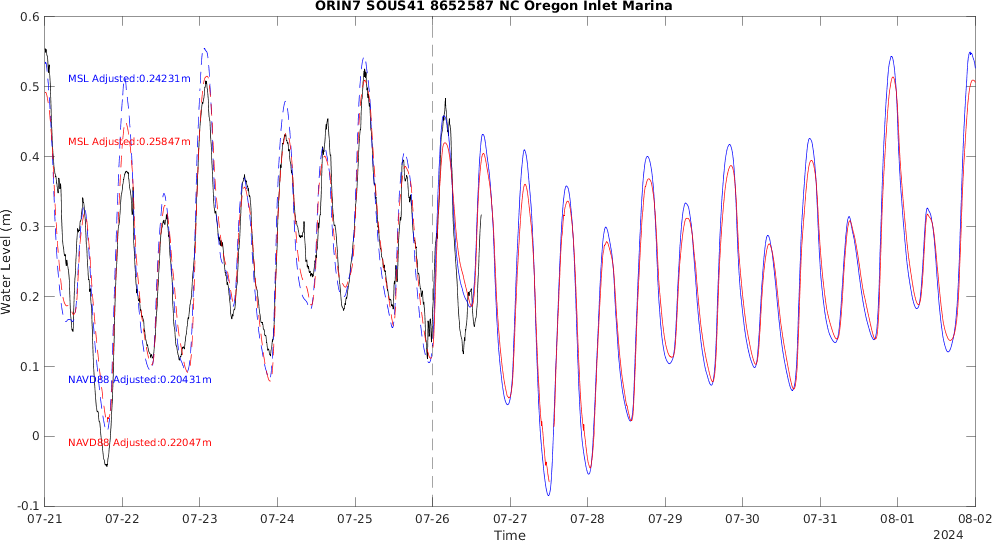 ORIN7 SOUS41 8652587 NC Oregon Inlet Marina
0.6
0.5
0.4
0.3
0.2
0.1
0
-0.1
Water Level (m)
MSL Adjusted:0.24231m
MSL Adjusted:0.25847m
NAVD88 Adjusted:0.20431m
NAVD88 Adjusted:0.22047m
07-21 07-22 07-23 07-24 07-25 07-26 07-27 07-28 07-29 07-30 07-31 08-01 08-02
Time
2024